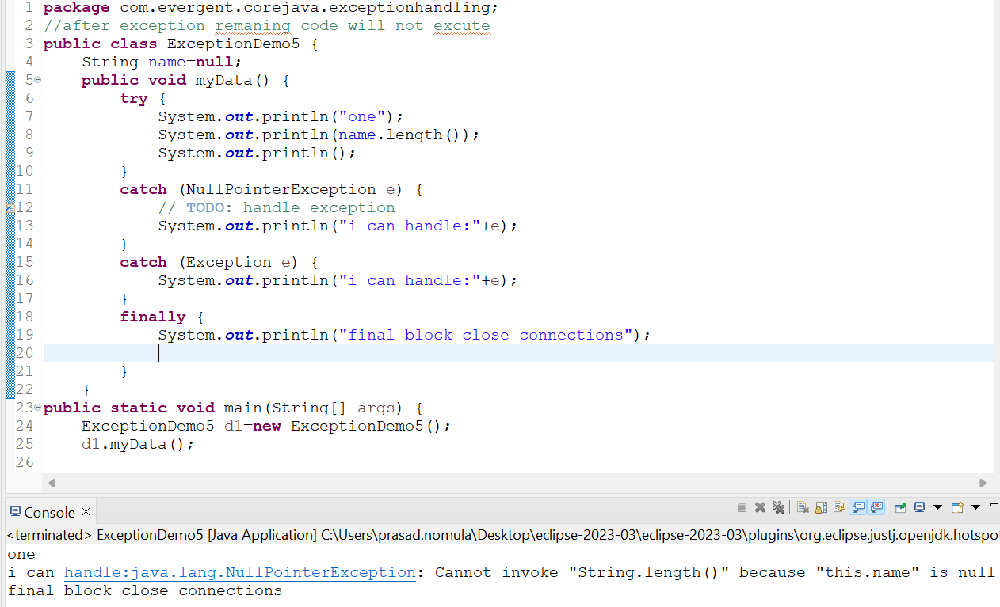 1 package com.evergent.corejava.exceptionhandling;
2 //after exception remaning code will not excute
3 public class ExceptionDemo5 {
4     String name=null;
5     public void myData() {
6         try {
7             System.out.println("one");
8             System.out.println(name.length());
9             System.out.println();
10         }
11         catch (NullPointerException e) {
12             // TODO: handle exception
13             System.out.println("i can handle:"+e);
14         }
15         catch (Exception e) {
16             System.out.println("i can handle:"+e);
17         }
18         finally {
19             System.out.println("final block close connections");
20
21         }
22     }
23 public static void main(String[] args) {
24     ExceptionDemo5 d1=new ExceptionDemo5();
25     d1.myData();
26
Console
<terminated> ExceptionDemo5 [Java Application] C:\Users\prasad.nomula\Desktop\eclipse-2023-03\eclipse-2023-03\plugins\org.eclipse.justj.openjdk.hotspot
one
i can handle:java.lang.NullPointerException: Cannot invoke "String.length()" because "this.name" is null
final block close connections